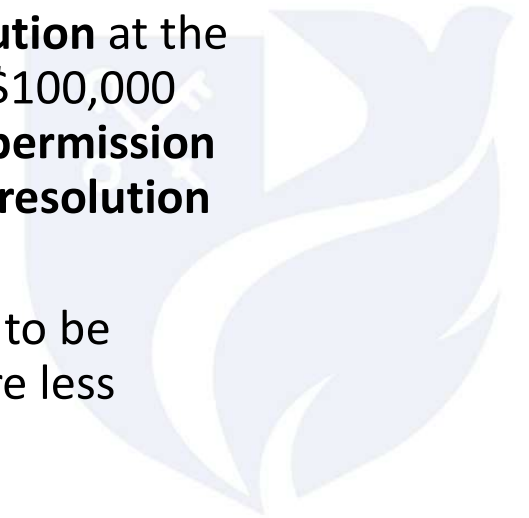 ution at the
$100,000
permission
resolution
to be
re less